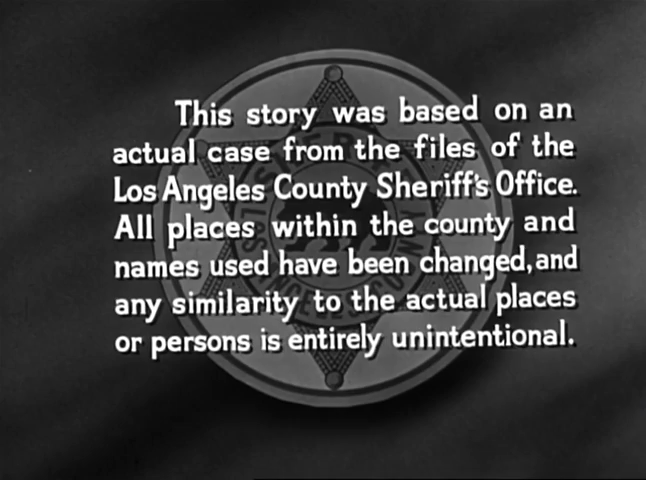 This story was based on an
actual case from the files of the
Los Angeles County Sheriff's Office.
All places within the county and
names used have been changed, and
any similarity to the actual places
or persons is entirely unintentional.